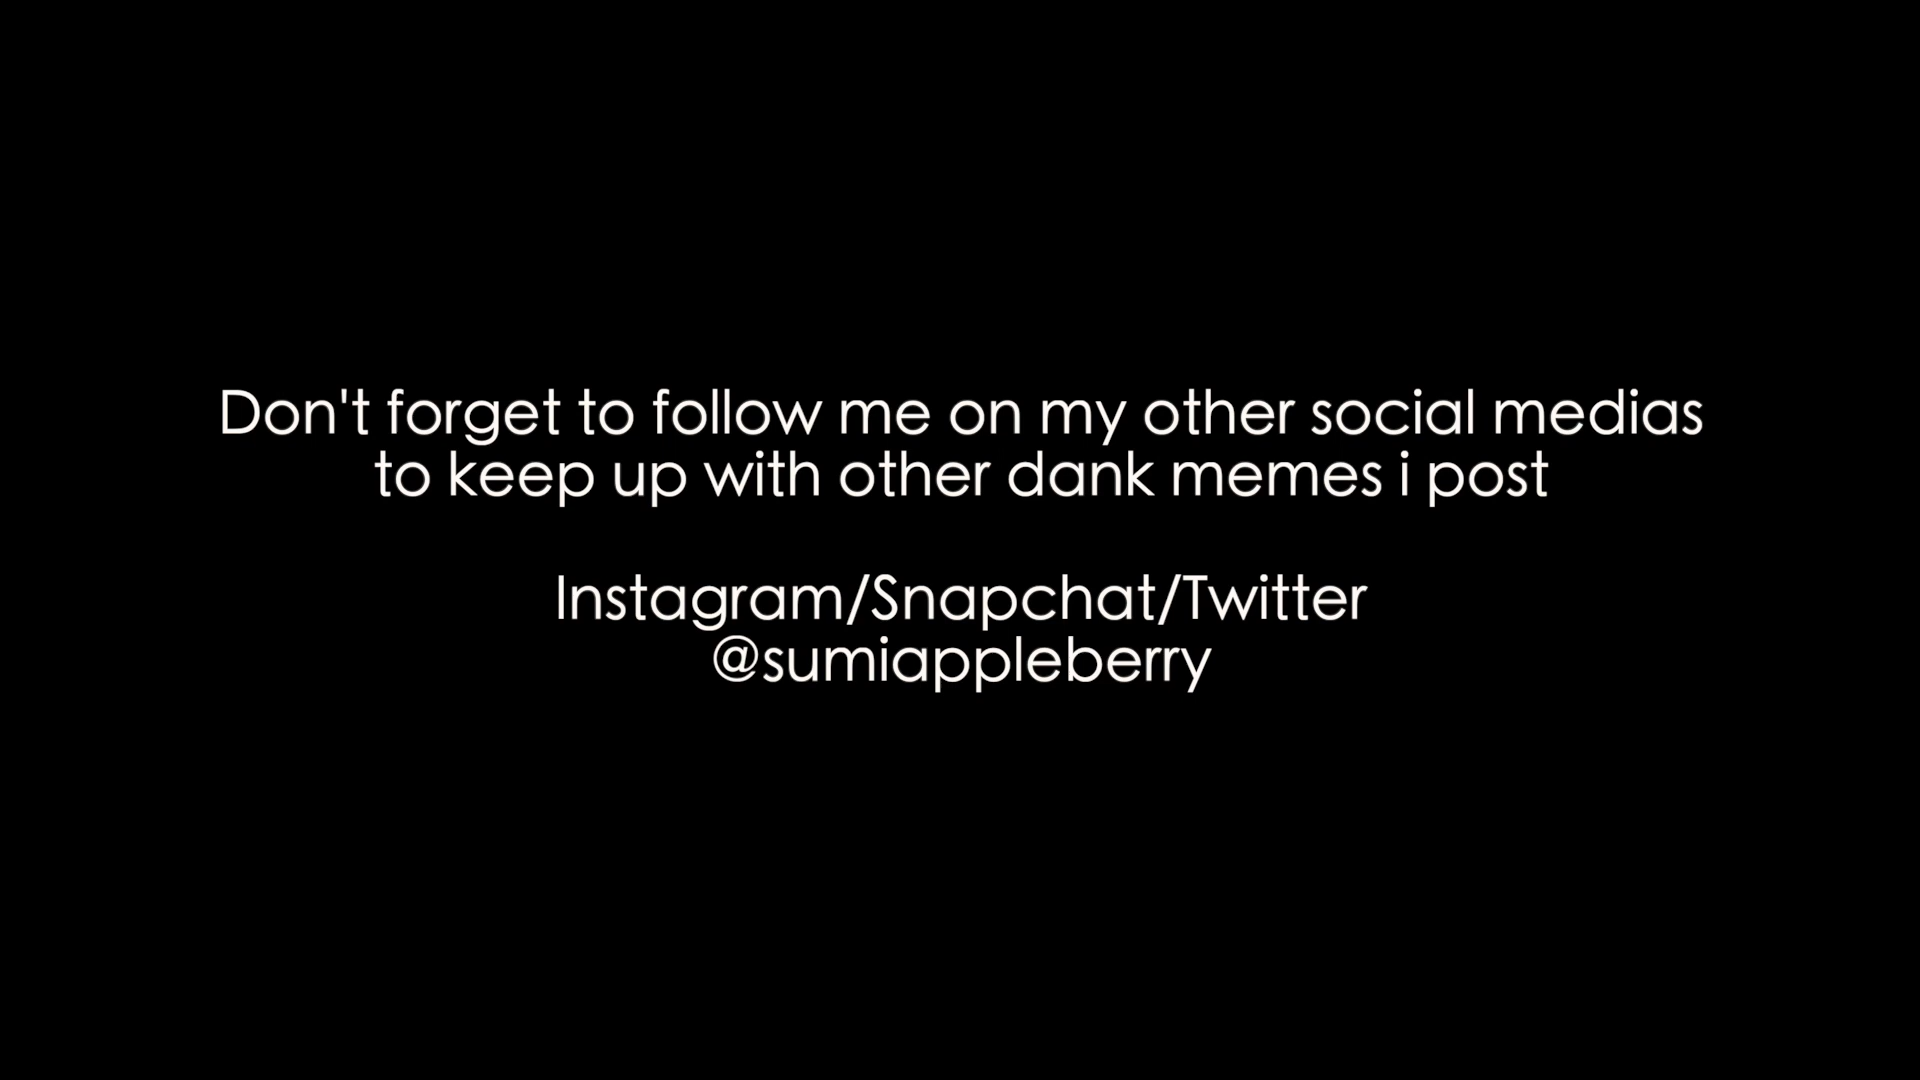 Don't forget to follow me on my other social medias
to keep up with other dank memes i post
Instagram/Snapchat/Twitter
@sumiappleberry